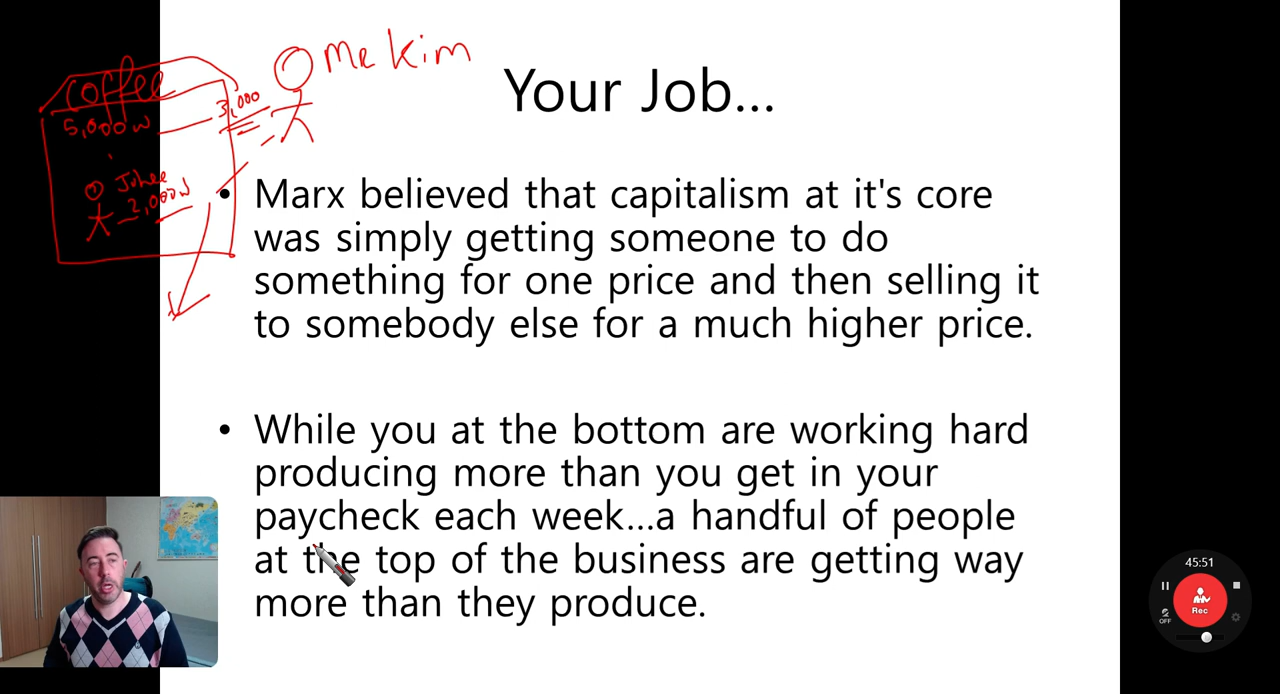 Mr Kim
coffee
5,000W
3,000
Juhee
2,000W
Your Job...
• Marx believed that capitalism at it's core
was simply getting someone to do
something for one price and then selling it
to somebody else for a much higher price.
• While you at the bottom are working hard
producing more than you get in your
paycheck each week...a handful of people
at the top of the business are getting way
more than they produce.
45:51
Rec
OFF